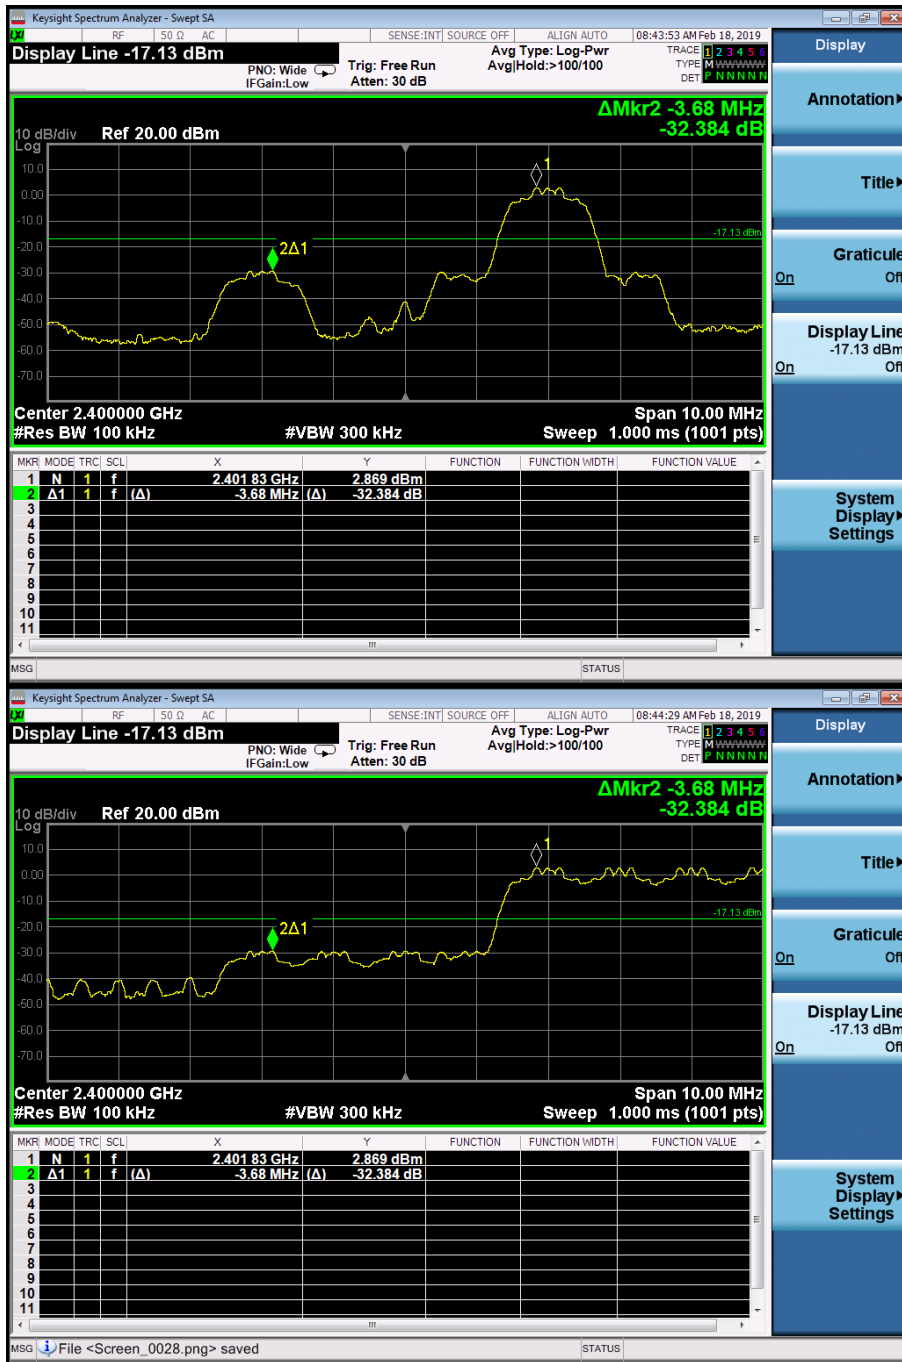 Keysight Spectrum Analyzer - Swept SA
LXI RF 50 Ω AC SENSE:INT SOURCE OFF ALIGN AUTO 08:43:53 AM Feb 18, 2019
Display Line -17.13 dBm
PNO: Wide
IFGain:Low
Trig: Free Run
Atten: 30 dB
Avg Type: Log-Pwr
Avg|Hold:>100/100
TRACE 1 2 3 4 5 6
TYPE M WWWWW
DET P N N N N N
ΔMkr2 -3.68 MHz
-32.384 dB
10 dB/div Ref 20.00 dBm
Log
10.0
0.00
-10.0
-20.0
-30.0
-40.0
-50.0
-60.0
-70.0
1
2Δ1
-17.13 dBm
Center 2.400000 GHz Span 10.00 MHz
#Res BW 100 kHz #VBW 300 kHz Sweep 1.000 ms (1001 pts)
MKR MODE TRC SCL X Y FUNCTION FUNCTION WIDTH FUNCTION VALUE
1 N 1 f 2.401 83 GHz 2.869 dBm
2 Δ1 1 f (Δ) -3.68 MHz (Δ) -32.384 dB
3
4
5
6
7
8
9
10
11
MSG STATUS
Display
Annotation
Title
Graticule
On Off
Display Line
-17.13 dBm
On Off
System
Display
Settings
Keysight Spectrum Analyzer - Swept SA
LXI RF 50 Ω AC SENSE:INT SOURCE OFF ALIGN AUTO 08:44:29 AM Feb 18, 2019
Display Line -17.13 dBm
PNO: Wide
IFGain:Low
Trig: Free Run
Atten: 30 dB
Avg Type: Log-Pwr
Avg|Hold:>100/100
TRACE 1 2 3 4 5 6
TYPE M WWWWW
DET P N N N N N
ΔMkr2 -3.68 MHz
-32.384 dB
10 dB/div Ref 20.00 dBm
Log
10.0
0.00
-10.0
-20.0
-30.0
-40.0
-50.0
-60.0
-70.0
1
2Δ1
-17.13 dBm
Center 2.400000 GHz Span 10.00 MHz
#Res BW 100 kHz #VBW 300 kHz Sweep 1.000 ms (1001 pts)
MKR MODE TRC SCL X Y FUNCTION FUNCTION WIDTH FUNCTION VALUE
1 N 1 f 2.401 83 GHz 2.869 dBm
2 Δ1 1 f (Δ) -3.68 MHz (Δ) -32.384 dB
3
4
5
6
7
8
9
10
11
MSG File <Screen_0028.png> saved STATUS
Display
Annotation
Title
Graticule
On Off
Display Line
-17.13 dBm
On Off
System
Display
Settings